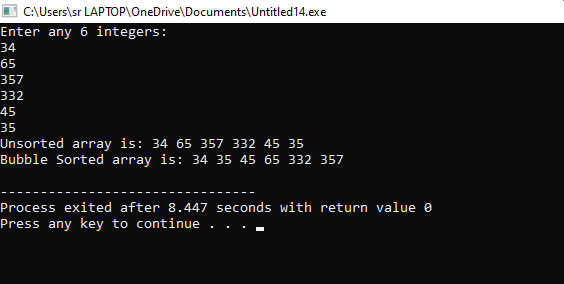 C:\Users\sr LAPTOP\OneDrive\Documents\Untitled14.exe
Enter any 6 integers:
34
65
357
332
45
35
Unsorted array is: 34 65 357 332 45 35
Bubble Sorted array is: 34 35 45 65 332 357
--------------------------------
Process exited after 8.447 seconds with return value 0
Press any key to continue . . .